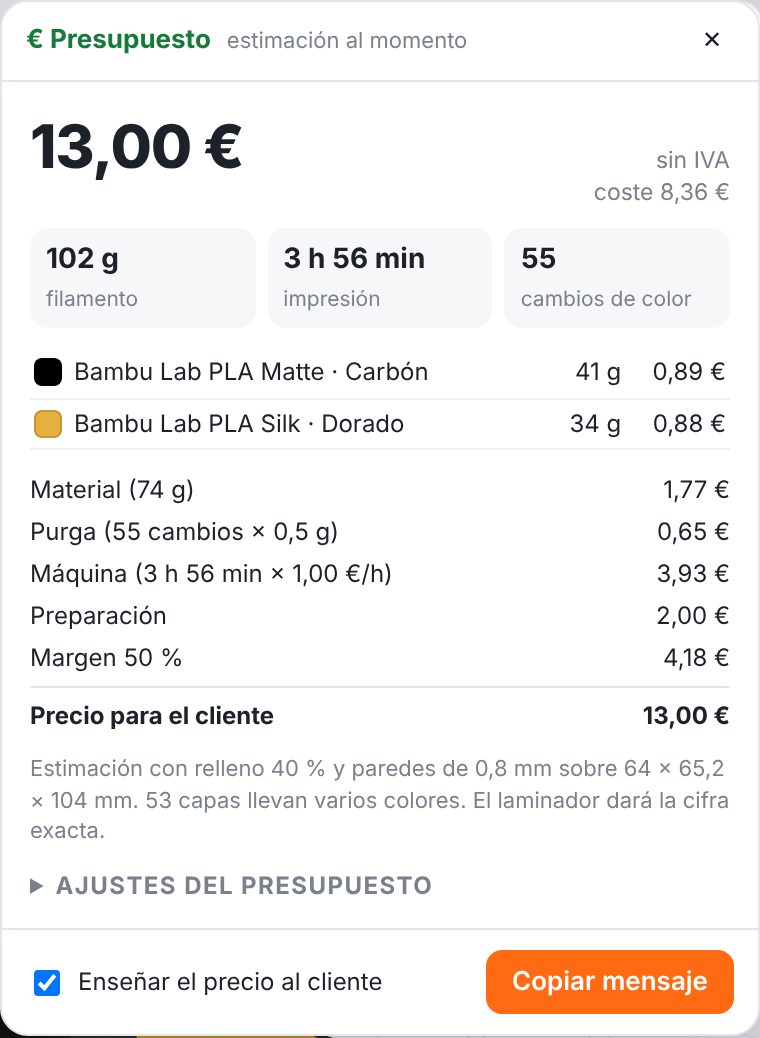 € Presupuesto estimación al momento ✕
13,00 €
sin IVA
coste 8,36 €
102 g
filamento
3 h 56 min
impresión
55
cambios de color
Bambu Lab PLA Matte · Carbón 41 g 0,89 €
Bambu Lab PLA Silk · Dorado 34 g 0,88 €
Material (74 g) 1,77 €
Purga (55 cambios × 0,5 g) 0,65 €
Máquina (3 h 56 min × 1,00 €/h) 3,93 €
Preparación 2,00 €
Margen 50 % 4,18 €
Precio para el cliente 13,00 €
Estimación con relleno 40 % y paredes de 0,8 mm sobre 64 × 65,2
× 104 mm. 53 capas llevan varios colores. El laminador dará la cifra
exacta.
▶ AJUSTES DEL PRESUPUESTO
Enseñar el precio al cliente
Copiar mensaje